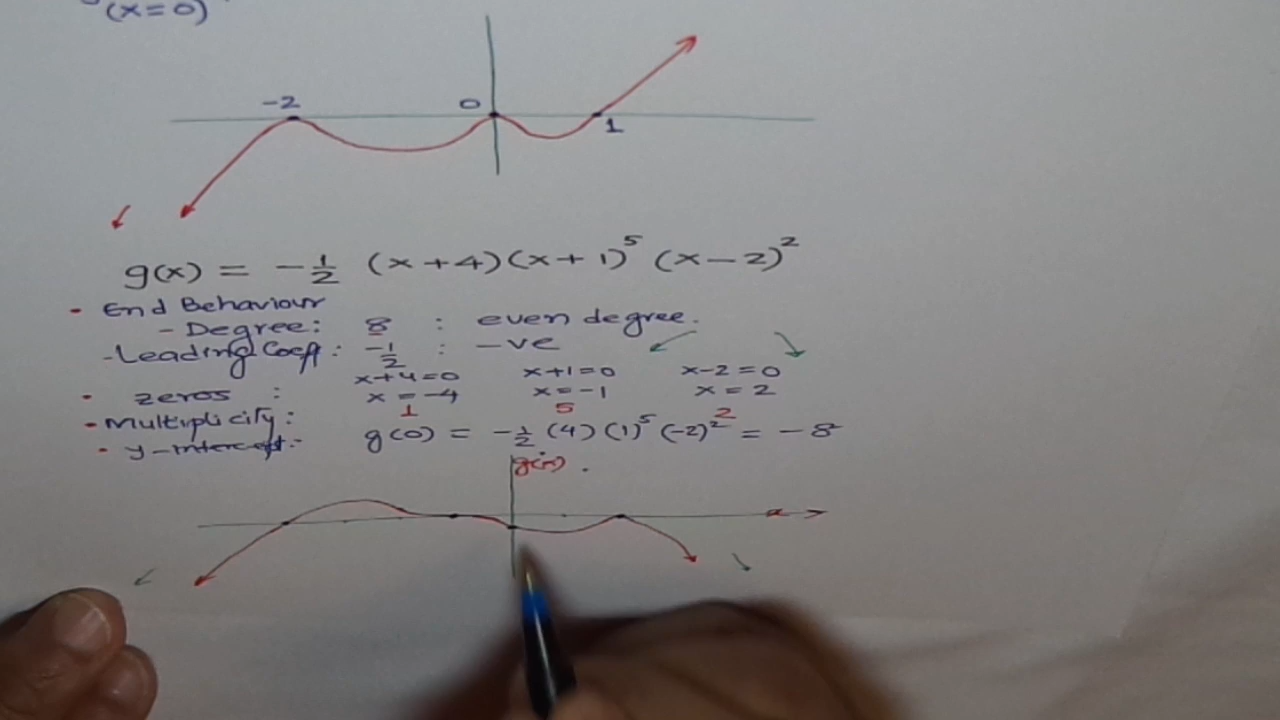 (x=0)
-2 0 1
g(x) = -1/2 (x+4)(x+1)^5 (x-2)^2
• End Behaviour
- Degree: 8 : even degree.
- Leading Coeff: -1/2 : -ve
x+4=0 x+1=0 x-2=0
• zeros : x=-4 x=-1 x=2
• Multiplicity: 1 5 2
• y-intercept:- g(0) = -1/2 (4)(1)^5 (-2)^2 = -8
g(x)
x